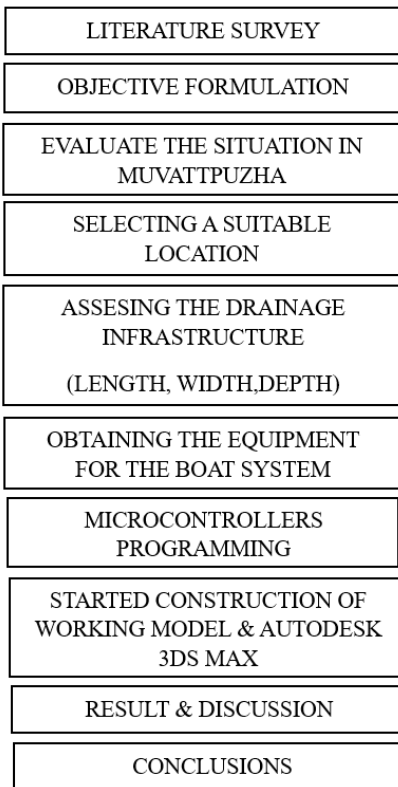 LITERATURE SURVEY
OBJECTIVE FORMULATION
EVALUATE THE SITUATION IN
MUVATTPUZHA
SELECTING A SUITABLE
LOCATION
ASSESING THE DRAINAGE
INFRASTRUCTURE
(LENGTH, WIDTH,DEPTH)
OBTAINING THE EQUIPMENT
FOR THE BOAT SYSTEM
MICROCONTROLLERS
PROGRAMMING
STARTED CONSTRUCTION OF
WORKING MODEL & AUTODESK
3DS MAX
RESULT & DISCUSSION
CONCLUSIONS